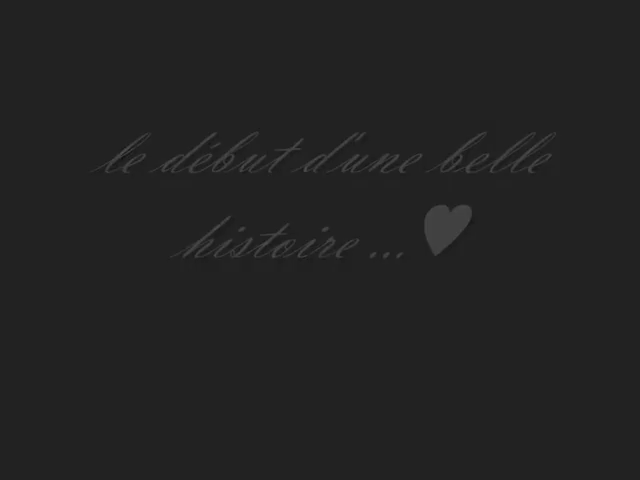 le début d'une belle
histoire ... ♥